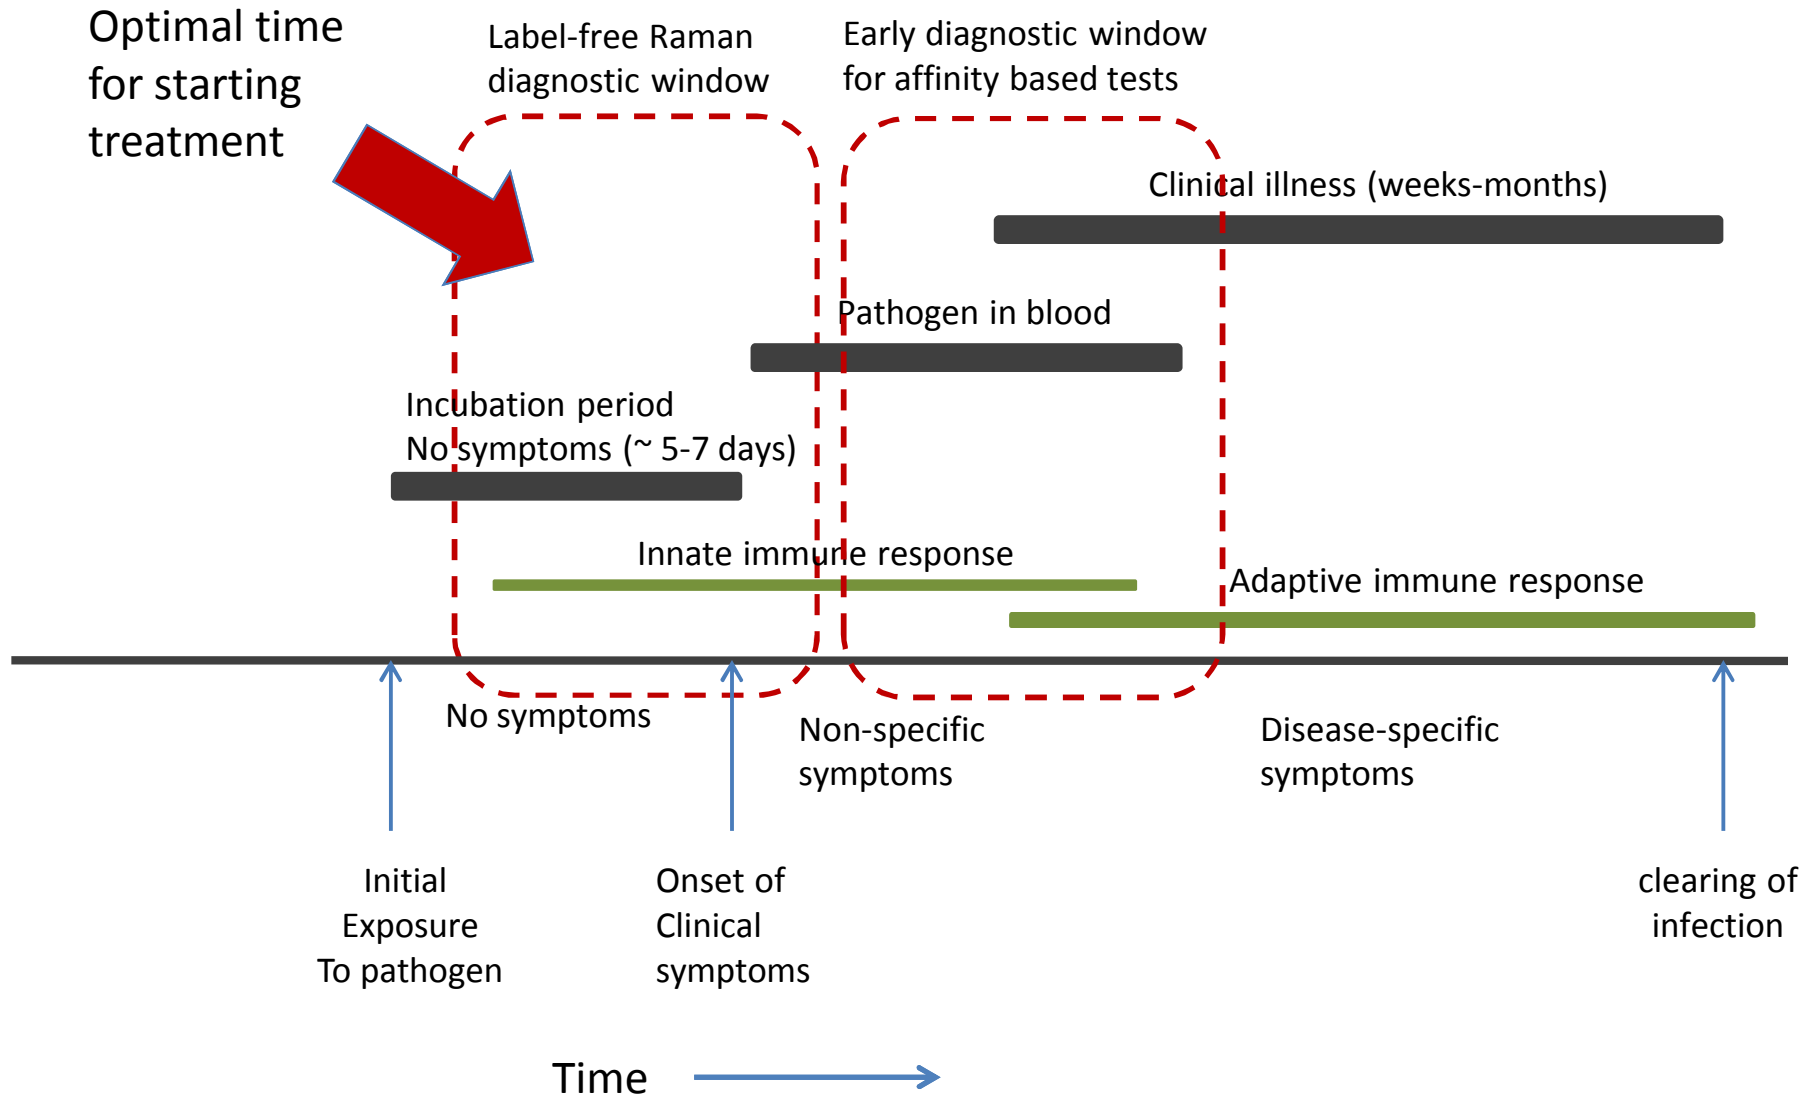 Optimal time
for starting
treatment
Label-free Raman
diagnostic window
Early diagnostic window
for affinity based tests
Clinical illness (weeks-months)
Pathogen in blood
Incubation period
No symptoms (~ 5-7 days)
Innate immune response
Adaptive immune response
No symptoms
Non-specific
symptoms
Disease-specific
symptoms
Initial
Exposure
To pathogen
Onset of
Clinical
symptoms
clearing of
infection
Time